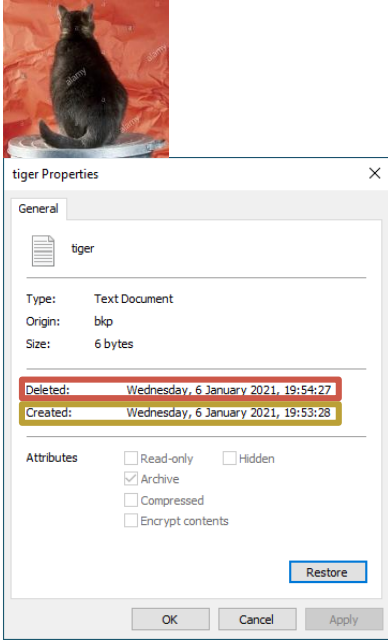 alamy
alamy
tiger Properties
General
tiger
Type: Text Document
Origin: bkp
Size: 6 bytes
Deleted: Wednesday, 6 January 2021, 19:54:27
Created: Wednesday, 6 January 2021, 19:53:28
Attributes Read-only Hidden
Archive
Compressed
Encrypt contents
Restore
OK Cancel Apply